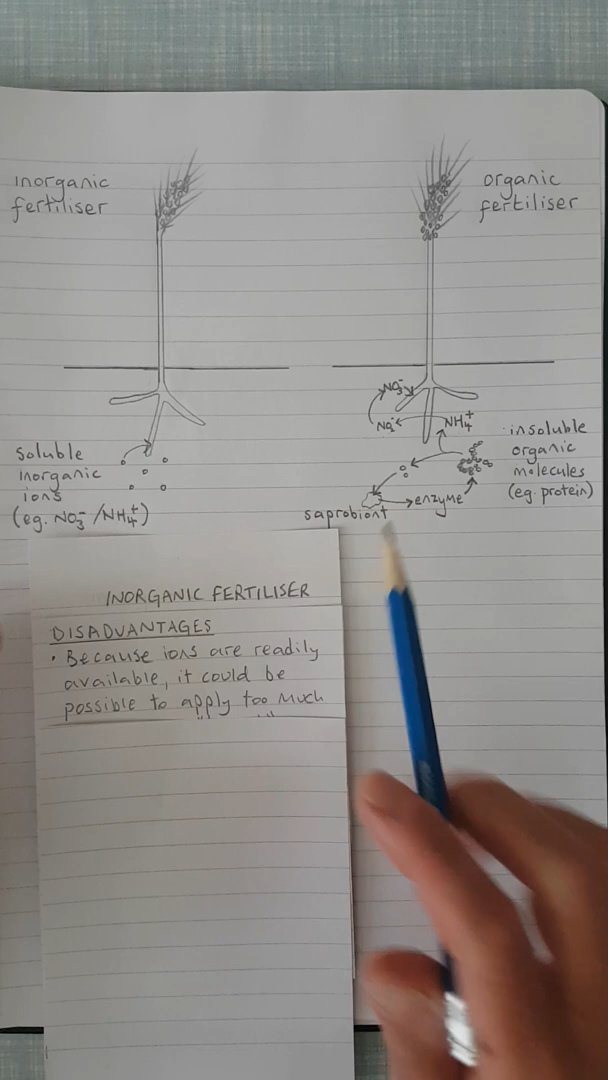 inorganic
fertiliser
organic
fertiliser
NO₃⁻
NO₂⁻
NH₄⁺
soluble
inorganic
ions
(eg. NO₃⁻/NH₄⁺)
insoluble
organic
molecules
(eg. protein)
enzyme
saprobiont
INORGANIC FERTILISER
DISADVANTAGES
• Because ions are readily
available, it could be
possible to apply too much